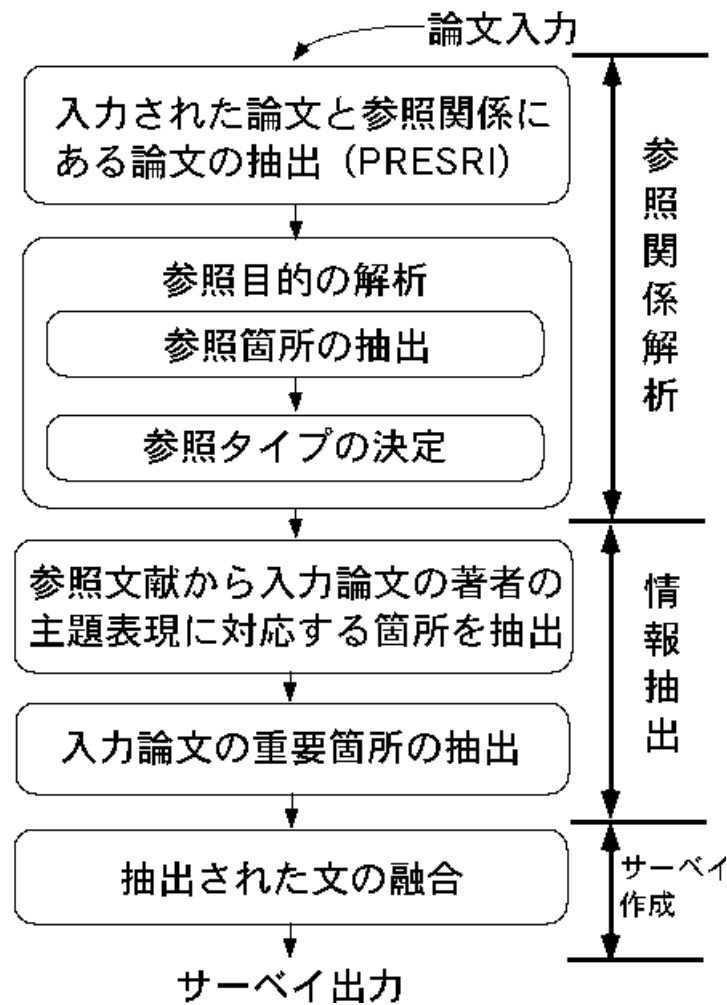 論文入力
入力された論文と参照関係に
ある論文の抽出（PRESRI）
参照目的の解析
参照箇所の抽出
参照タイプの決定
参照関係解析
参照文献から入力論文の著者の
主題表現に対応する箇所を抽出
入力論文の重要箇所の抽出
情報抽出
抽出された文の融合
サーベイ
作成
サーベイ出力